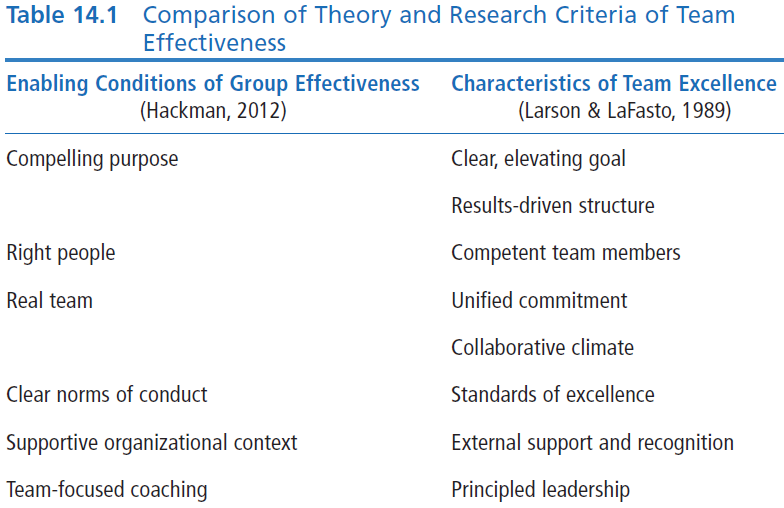 Table 14.1 Comparison of Theory and Research Criteria of Team
Effectiveness
Enabling Conditions of Group Effectiveness Characteristics of Team Excellence
(Hackman, 2012) (Larson & LaFasto, 1989)
Compelling purpose Clear, elevating goal
Results-driven structure
Right people Competent team members
Real team Unified commitment
Collaborative climate
Clear norms of conduct Standards of excellence
Supportive organizational context External support and recognition
Team-focused coaching Principled leadership